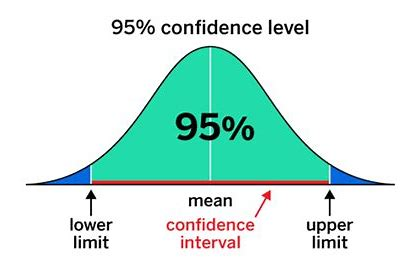 95% confidence level
95%
mean
lower
limit
confidence
interval
upper
limit